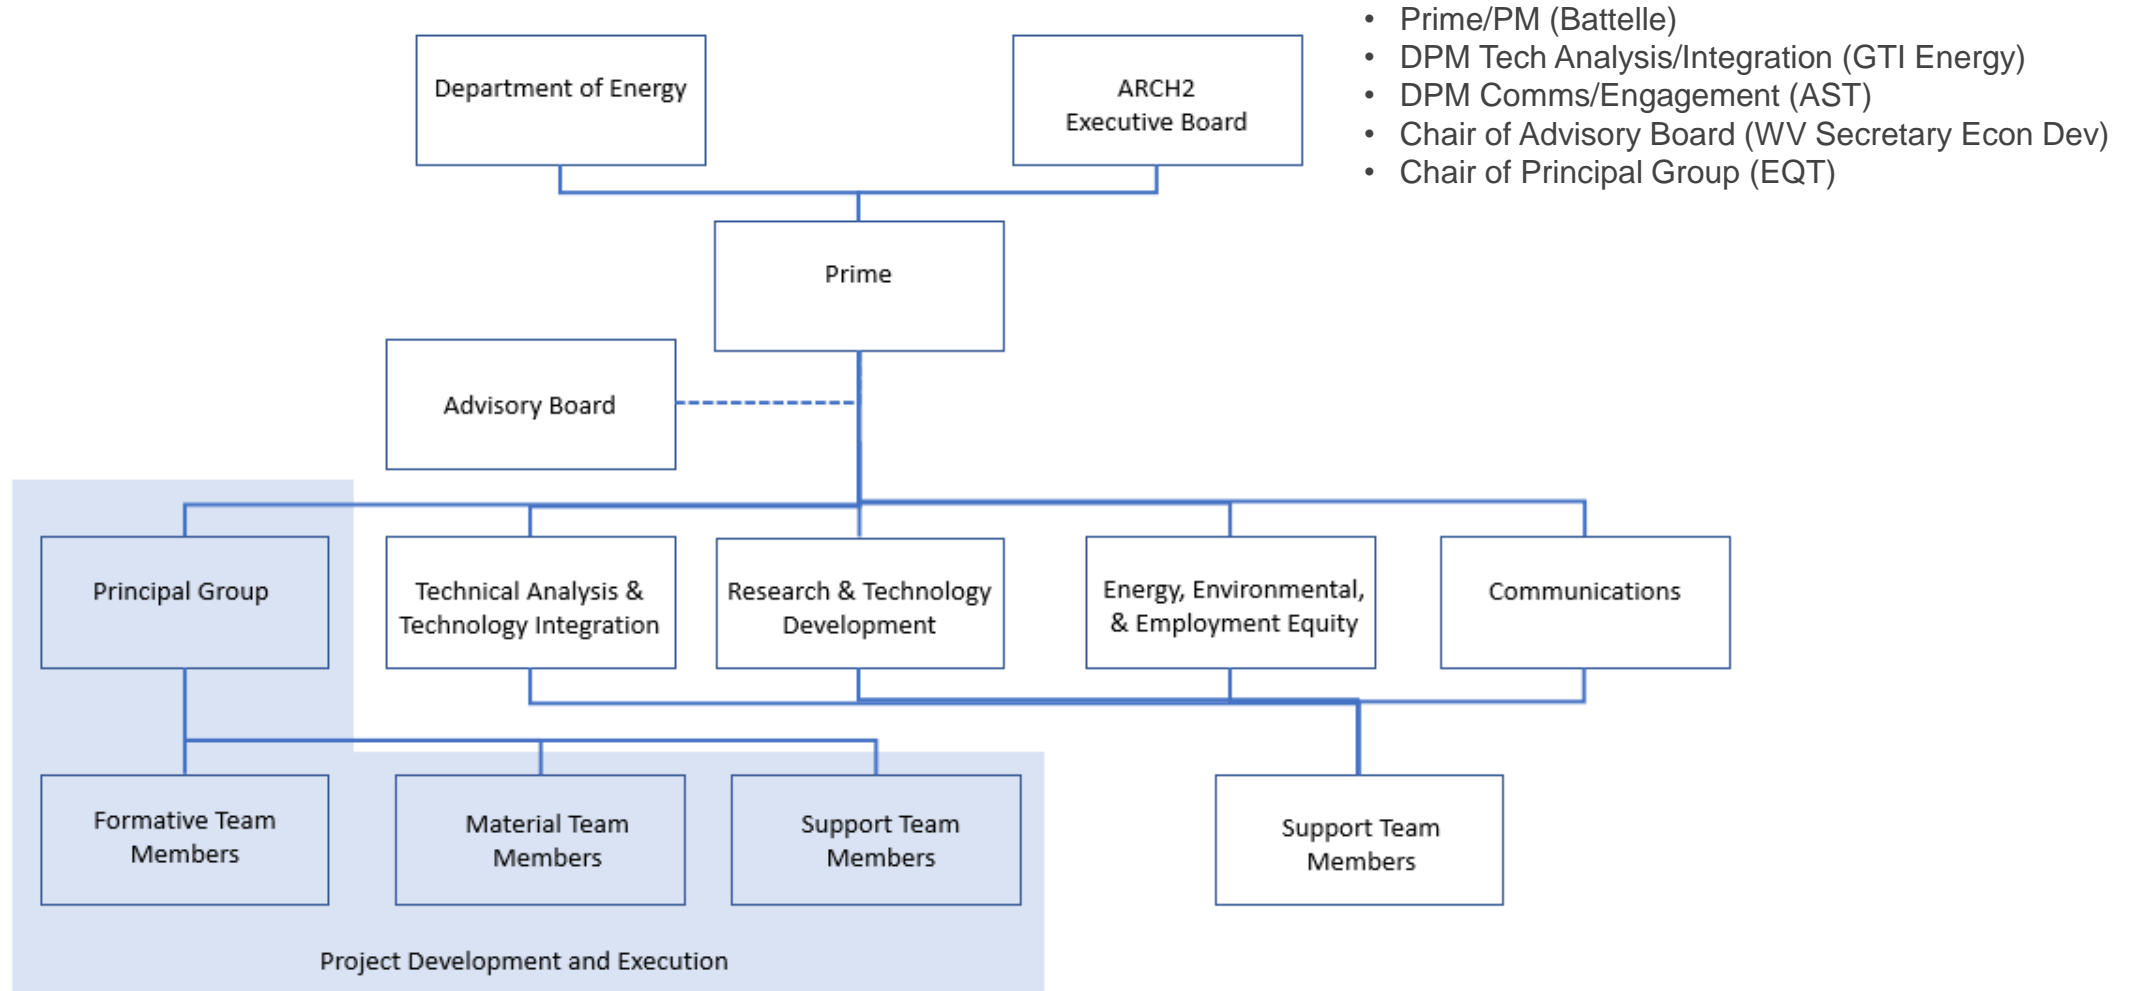 • Prime/PM (Battelle)
• DPM Tech Analysis/Integration (GTI Energy)
• DPM Comms/Engagement (AST)
• Chair of Advisory Board (WV Secretary Econ Dev)
• Chair of Principal Group (EQT)
Department of Energy
ARCH2
Executive Board
Prime
Advisory Board
Principal Group
Technical Analysis &
Technology Integration
Research & Technology
Development
Energy, Environmental,
& Employment Equity
Communications
Formative Team
Members
Material Team
Members
Support Team
Members
Support Team
Members
Project Development and Execution